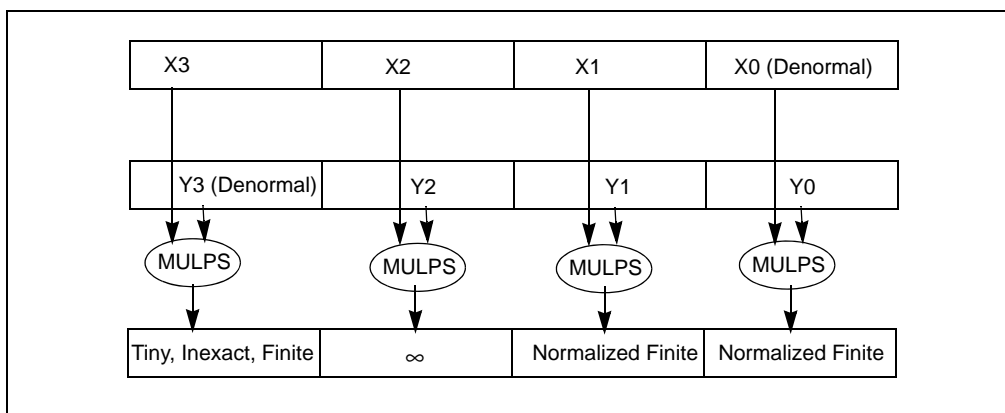 X3 X2 X1 X0 (Denormal)
Y3 (Denormal) Y2 Y1 Y0
MULPS MULPS MULPS MULPS
Tiny, Inexact, Finite ∞ Normalized Finite Normalized Finite